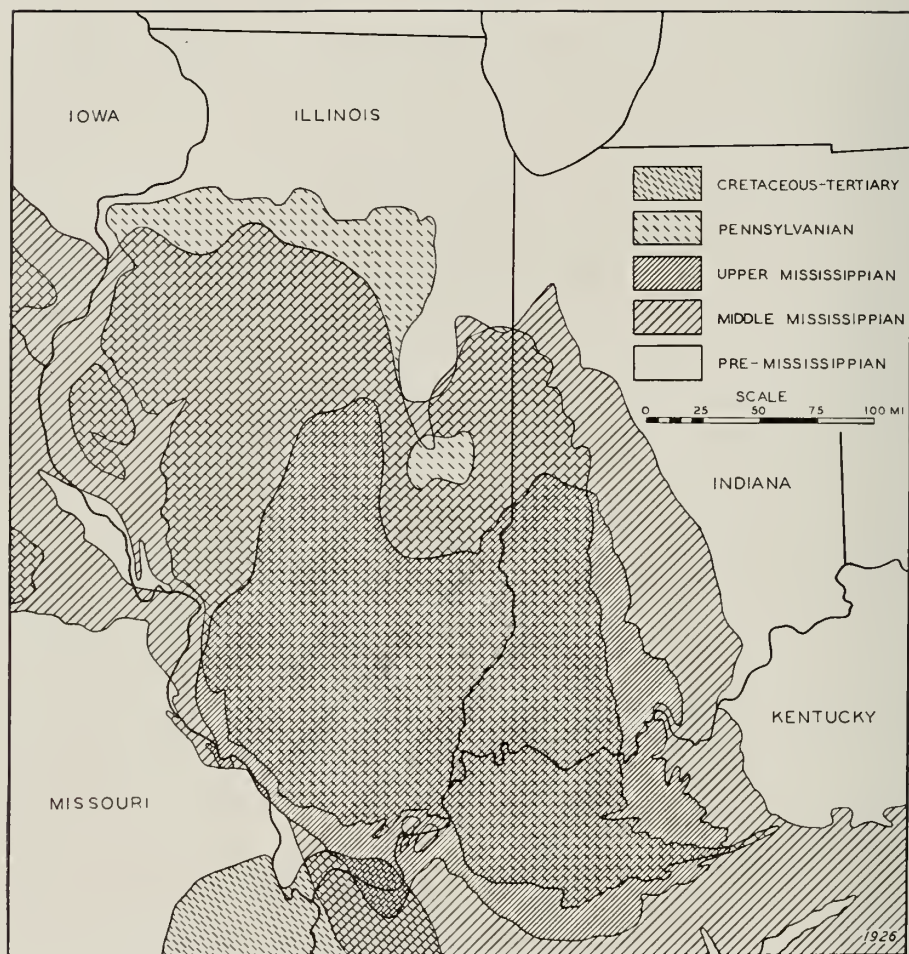 IOWA
ILLINOIS
CRETACEOUS-TERTIARY
PENNSYLVANIAN
UPPER MISSISSIPPIAN
MIDDLE MISSISSIPPIAN
PRE-MISSISSIPPIAN
SCALE
0 25 50 75 100 MI
INDIANA
KENTUCKY
MISSOURI
1926